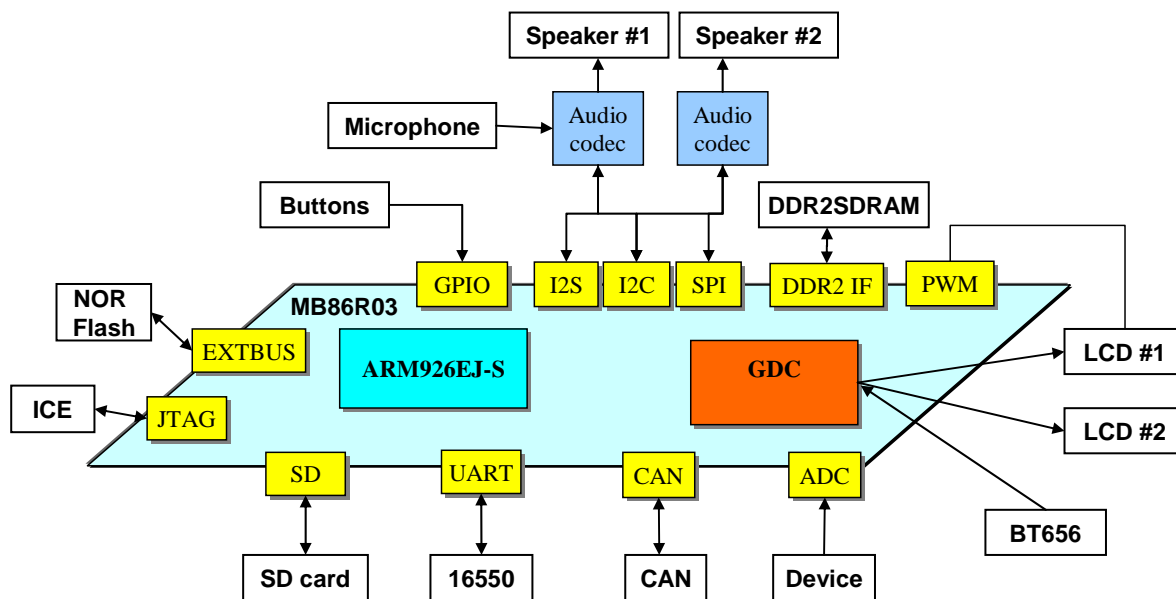 Speaker #1
Speaker #2
Audio
codec
Audio
codec
Microphone
Buttons
DDR2SDRAM
GPIO
I2S
I2C
SPI
DDR2 IF
PWM
NOR
Flash
MB86R03
EXTBUS
ARM926EJ-S
GDC
LCD #1
ICE
JTAG
LCD #2
SD
UART
CAN
ADC
BT656
SD card
16550
CAN
Device